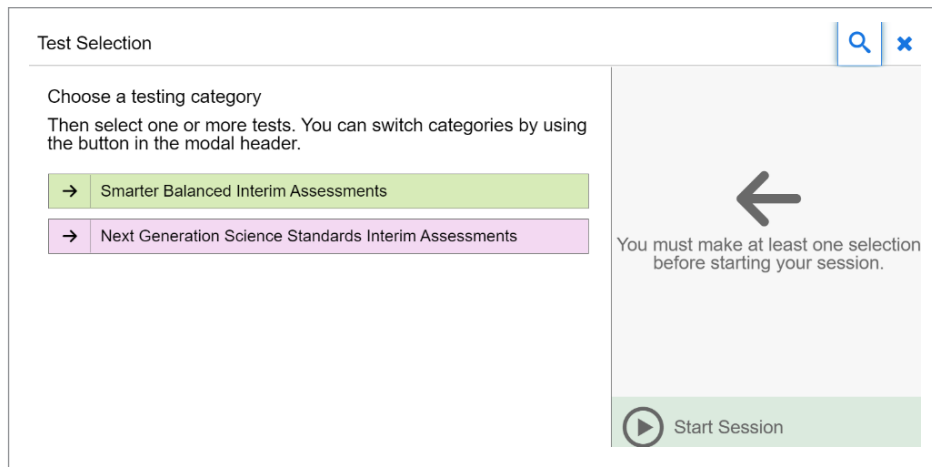 Test Selection
Choose a testing category
Then select one or more tests. You can switch categories by using
the button in the modal header.
Smarter Balanced Interim Assessments
Next Generation Science Standards Interim Assessments
You must make at least one selection
before starting your session.
Start Session